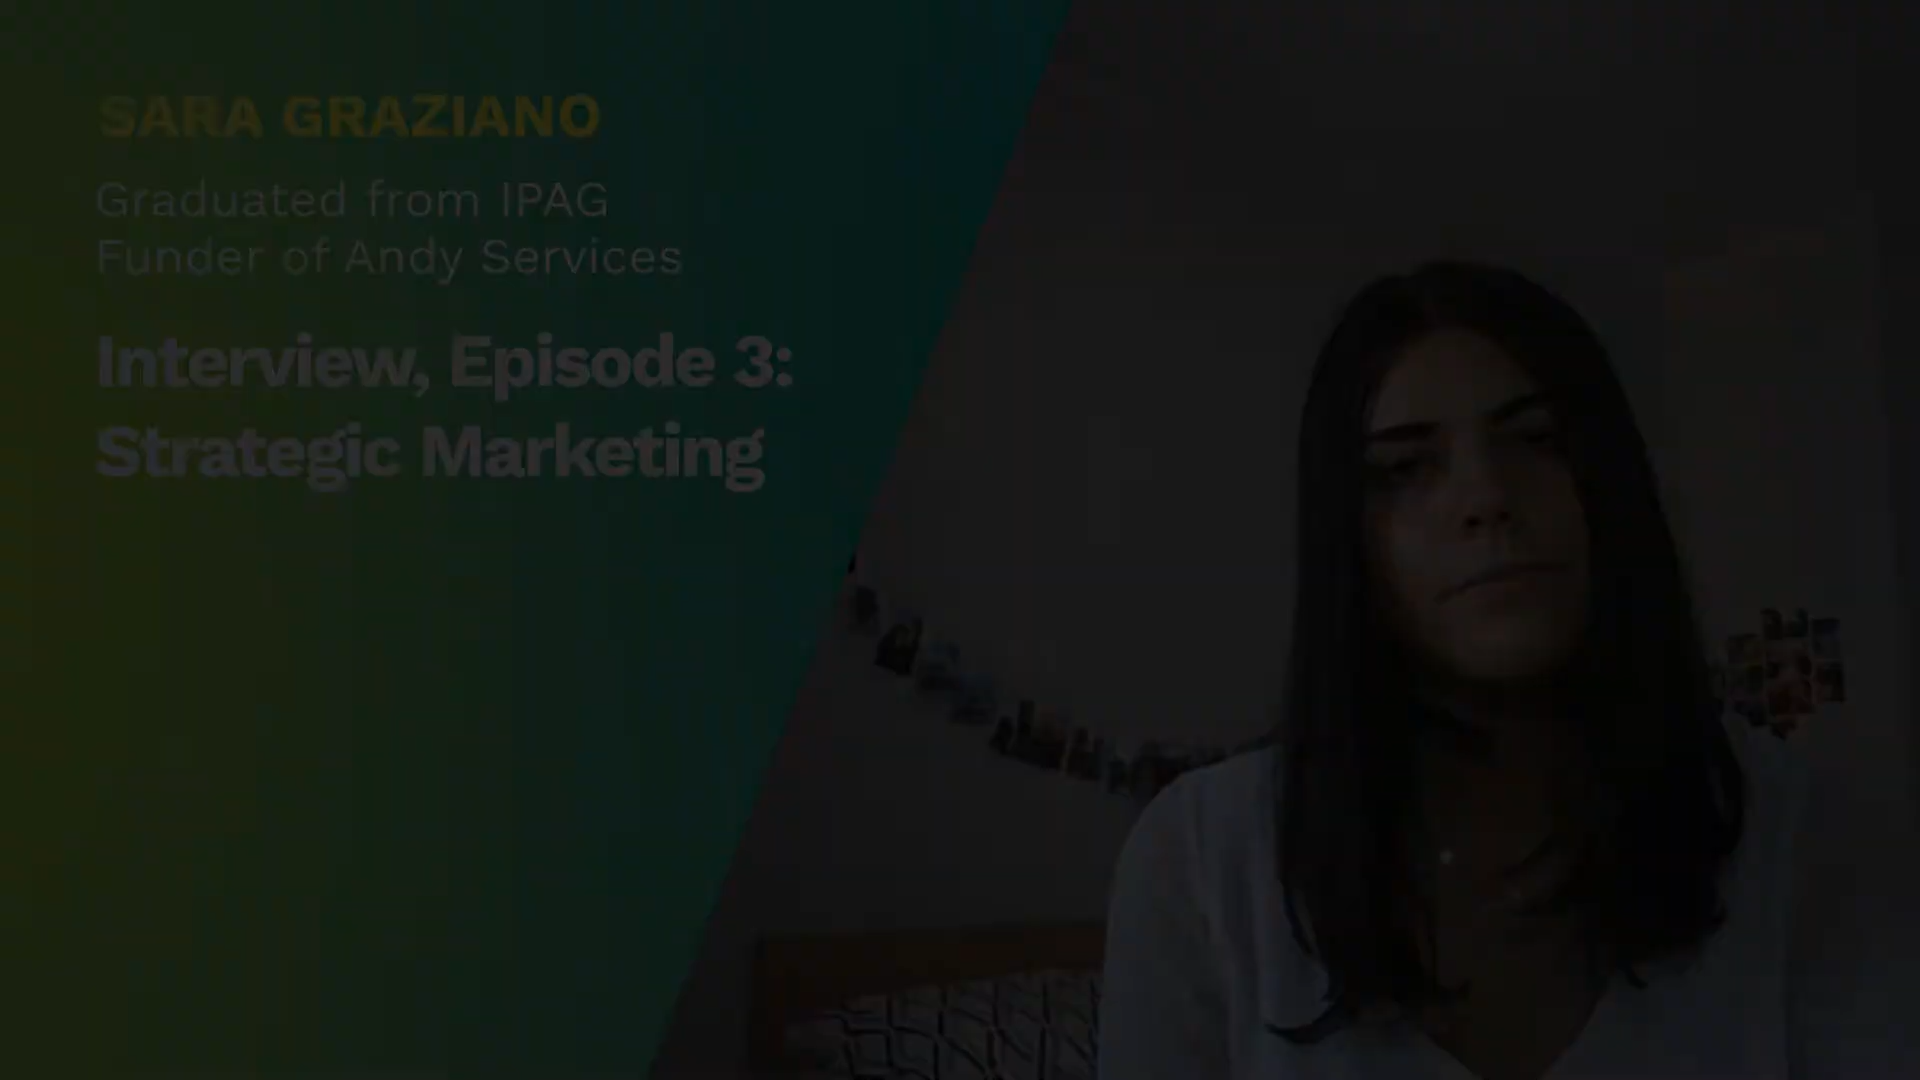 SARA GRAZIANO
Graduated from IPAG
Funder of Andy Services
Interview, Episode 3:
Strategic Marketing